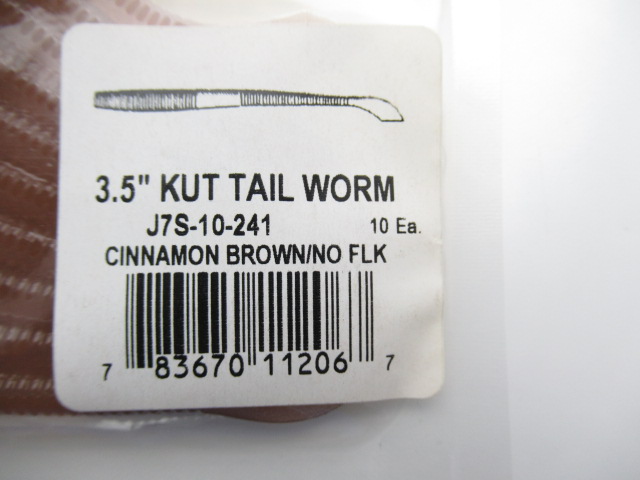 3.5" KUT TAIL WORM
J7S-10-241 10 Ea.
CINNAMON BROWN/NO FLK
7 83670 11206 7